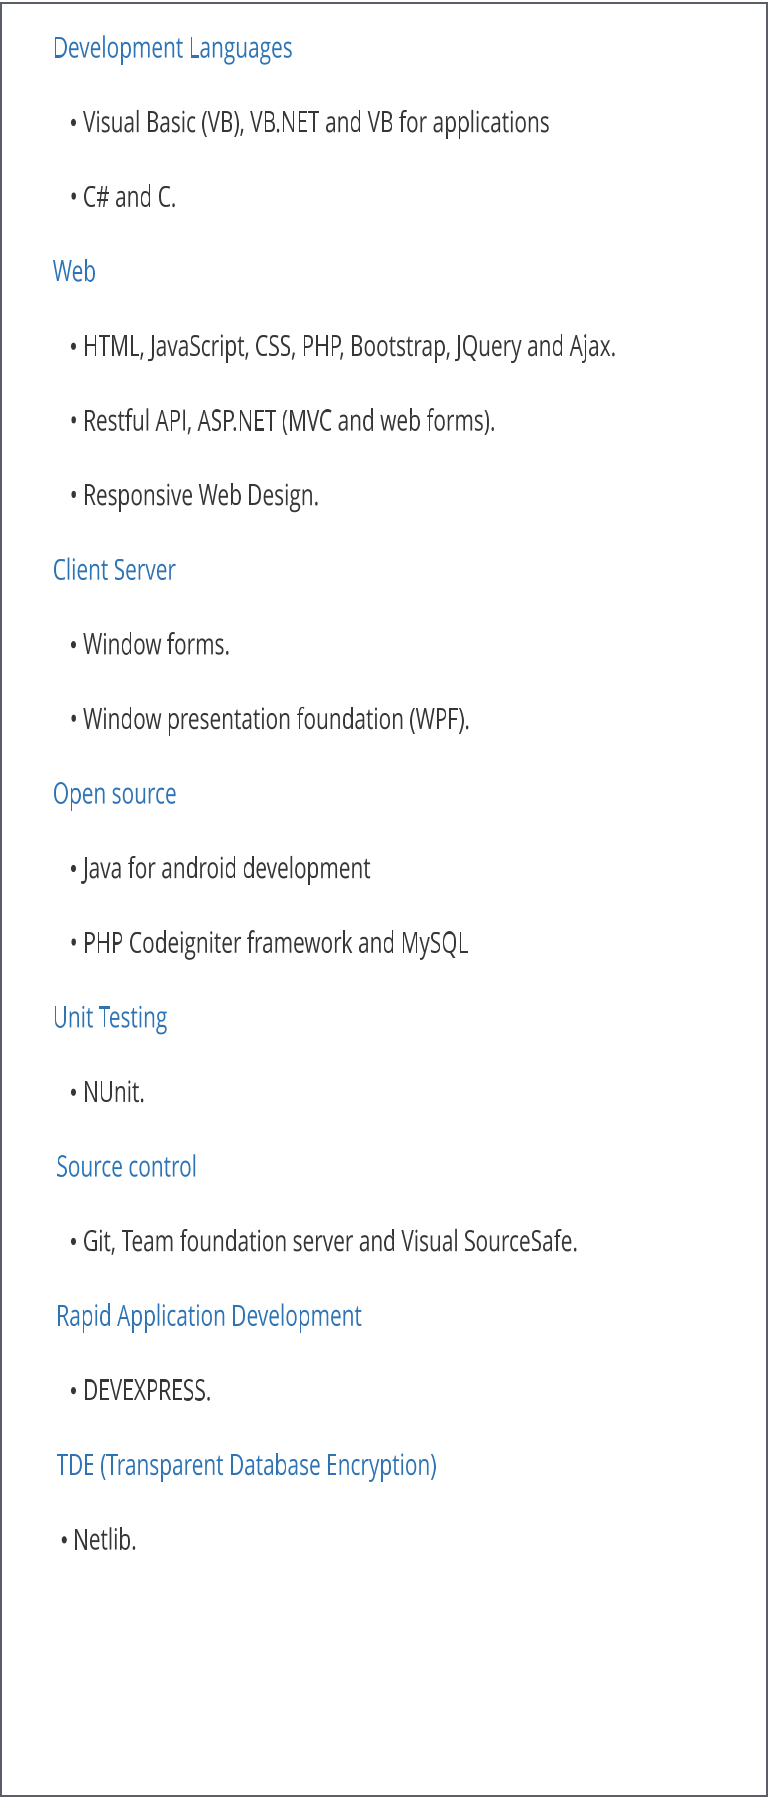 Development Languages
• Visual Basic (VB), VB.NET and VB for applications
• C# and C.
Web
• HTML, JavaScript, CSS, PHP, Bootstrap, JQuery and Ajax.
• Restful API, ASP.NET (MVC and web forms).
• Responsive Web Design.
Client Server
• Window forms.
• Window presentation foundation (WPF).
Open source
• Java for android development
• PHP Codeigniter framework and MySQL
Unit Testing
• NUnit.
Source control
• Git, Team foundation server and Visual SourceSafe.
Rapid Application Development
• DEVEXPRESS.
TDE (Transparent Database Encryption)
• Netlib.